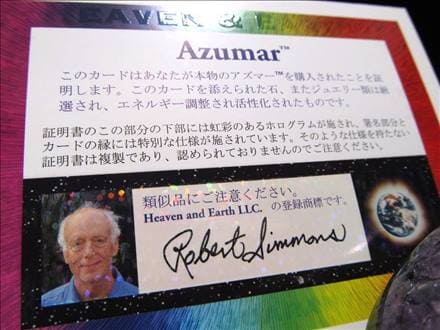 HEAVEN & E
Azumar™
このカードはあなたが本物のアズマー™を購入されたことを証
明します。このカードを添えられた石、またジュエリー類は厳
選され、エネルギー調整され活性化されたものです。
証明書のこの部分の下部には虹彩のあるホログラムが施され、署名部分と
カードの縁には特別な仕様が施されています。そのような仕様を持たない
証明書は複製であり、認められておりませんのでご注意ください。
類似品にご注意ください。
Heaven and Earth LLC. の登録商標です。
Robert Simmons